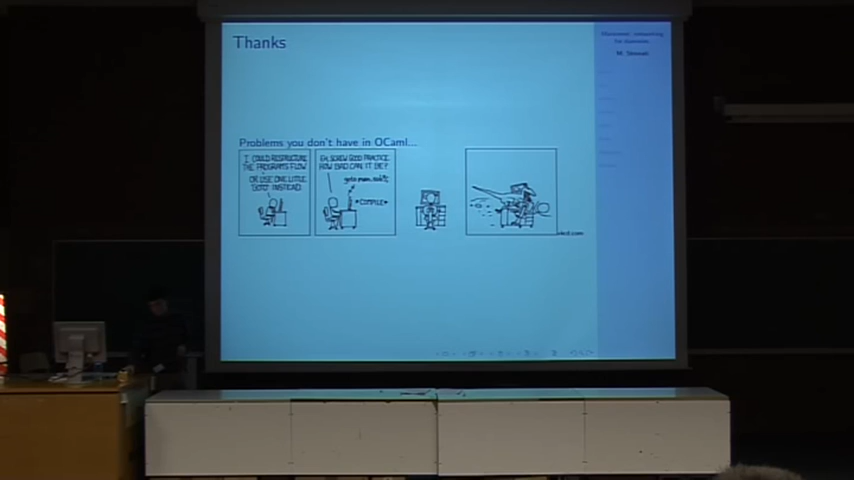 Thanks
Problems you don't have in OCaml...
I COULD RESTRUCTURE
THE PROGRAM'S FLOW
OR USE ONE LITTLE
'GOTO' INSTEAD.
EH, SCREW GOOD PRACTICE.
HOW BAD CAN IT BE?
goto main_sub3;
*COMPILE*
xkcd.com
M.